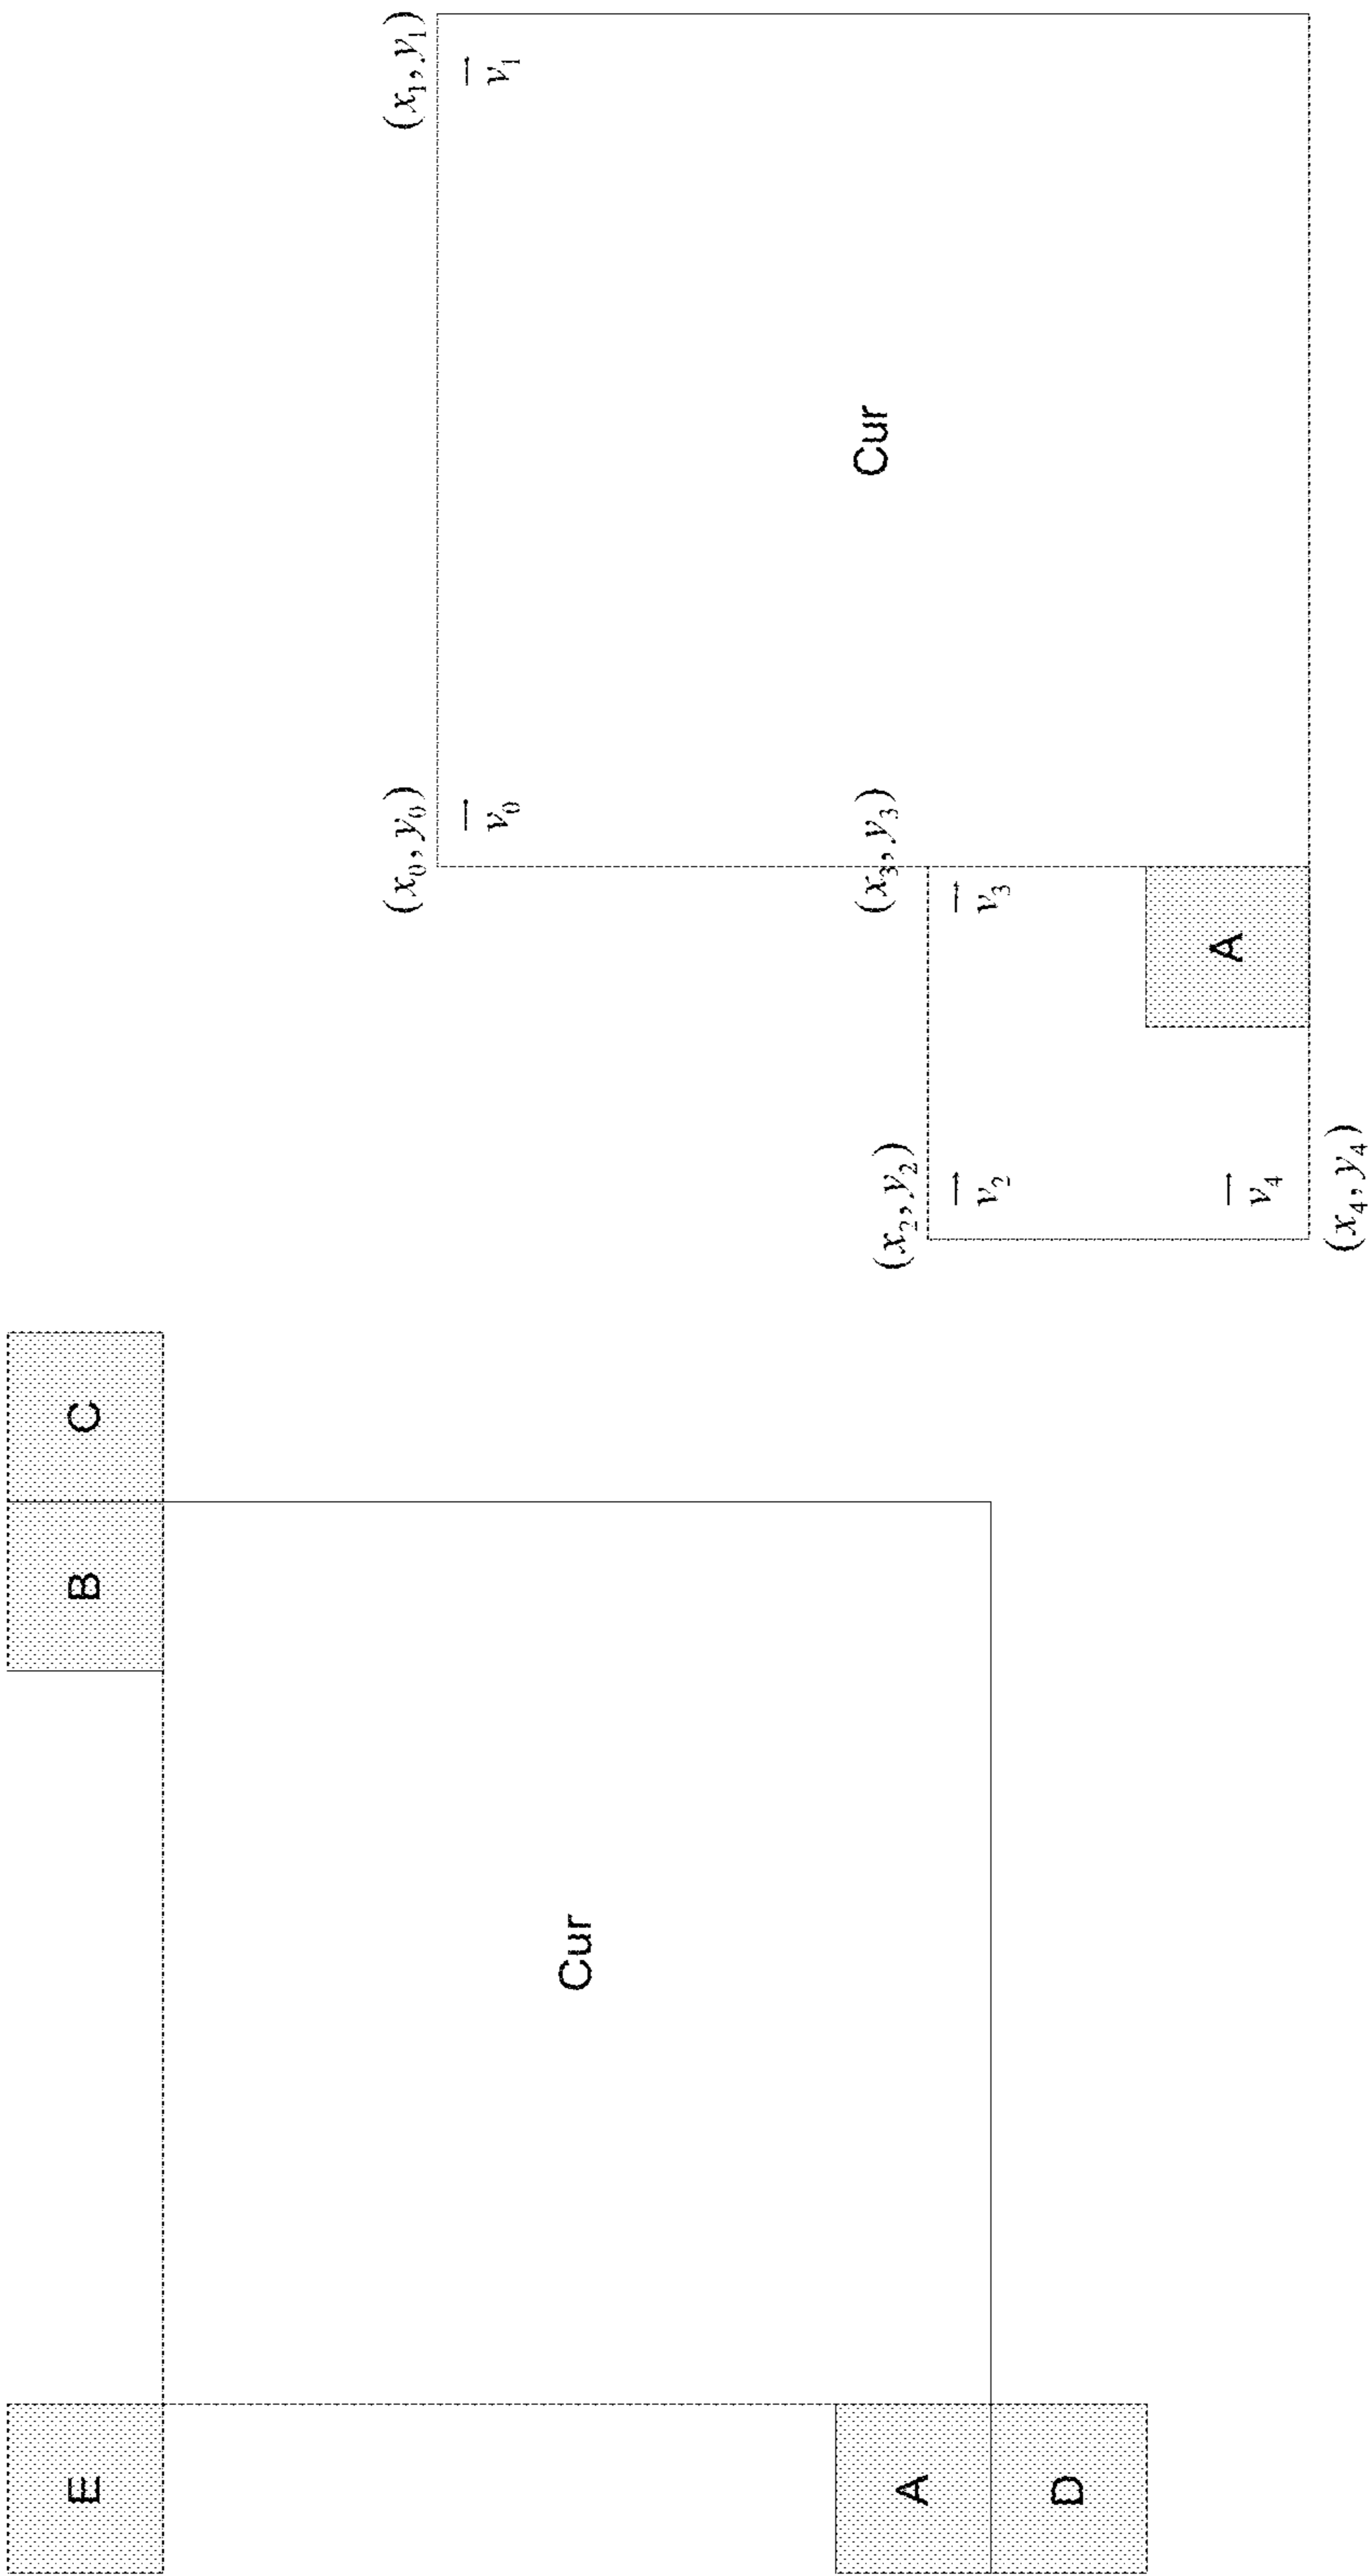 E
B
C
Cur
A
D
(x₀, y₀)
(x₁, y₁)
v₀
v₁
Cur
(x₂, y₂)
(x₃, y₃)
v₂
v₃
A
v₄
(x₄, y₄)